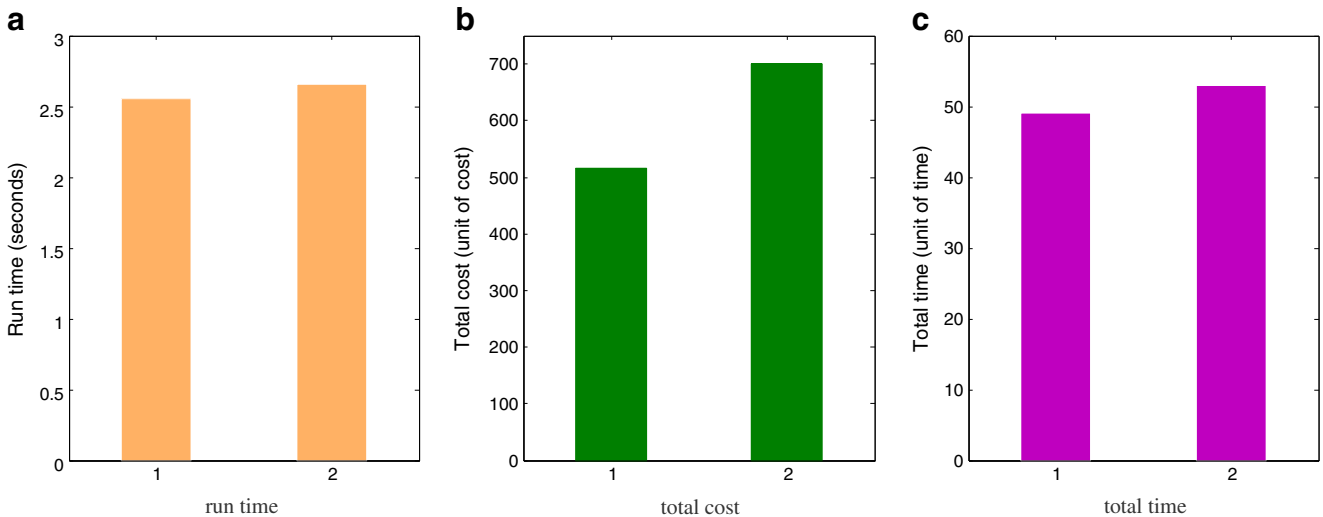 a
Run time (seconds)
3
2.5
2
1.5
1
0.5
0
1 2
run time
b
Total cost (unit of cost)
700
600
500
400
300
200
100
0
1 2
total cost
c
Total time (unit of time)
60
50
40
30
20
10
0
1 2
total time